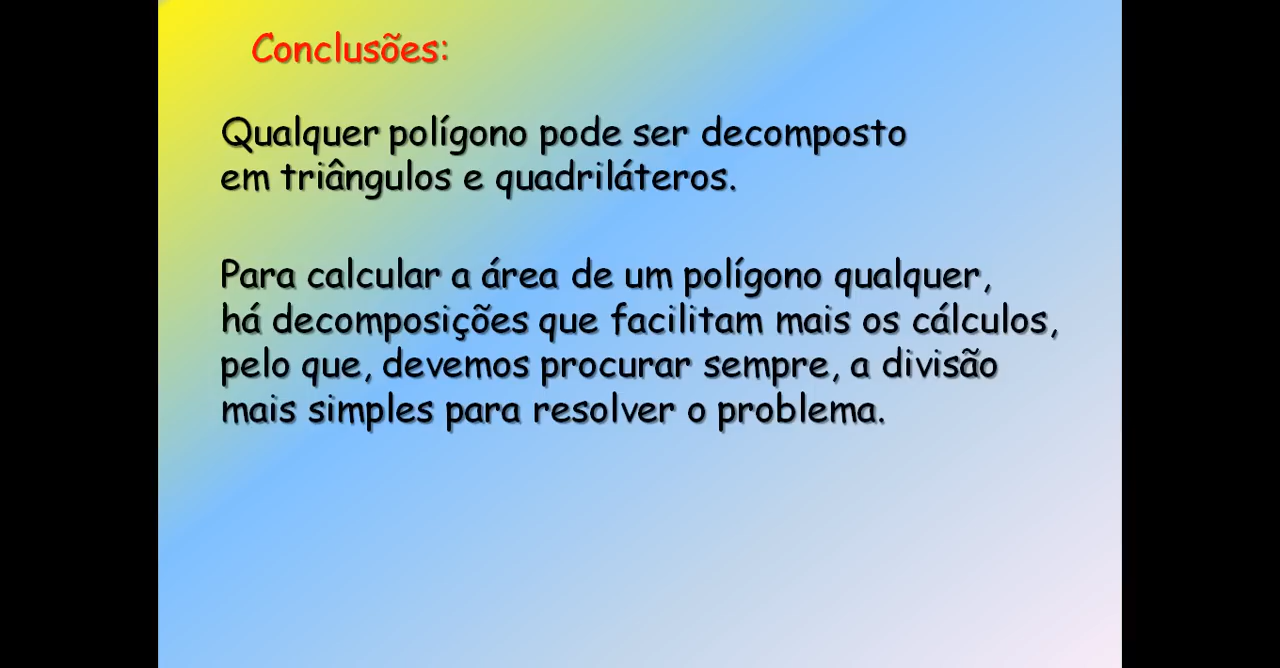 Conclusões:
Qualquer polígono pode ser decomposto
em triângulos e quadriláteros.
Para calcular a área de um polígono qualquer,
há decomposições que facilitam mais os cálculos,
pelo que, devemos procurar sempre, a divisão
mais simples para resolver o problema.